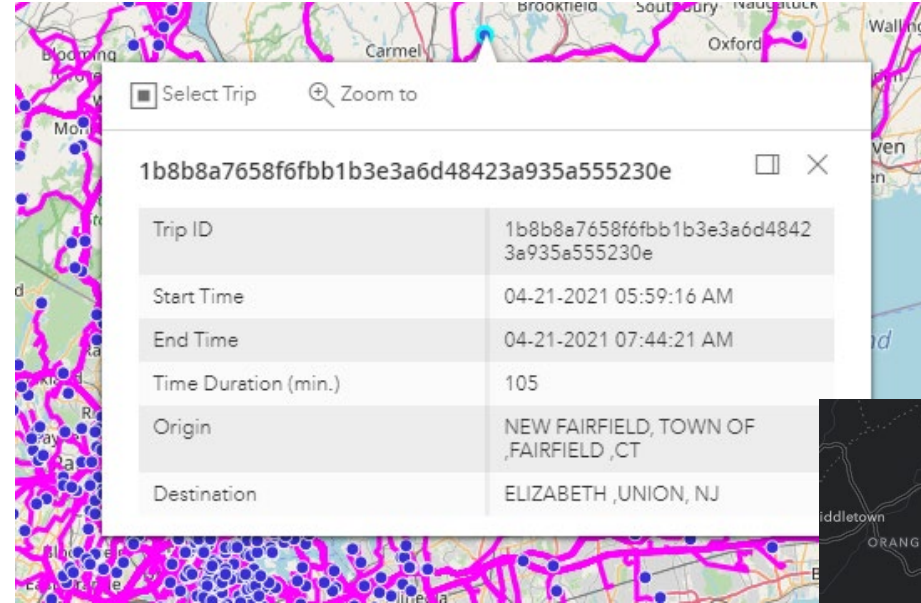 Brookfield
Southbury
Naugatuck
Carmel
Oxford
Select Trip
Zoom to
1b8b8a7658f6fbb1b3e3a6d48423a935a555230e
Trip ID
1b8b8a7658f6fbb1b3e3a6d4842
3a935a555230e
Start Time
04-21-2021 05:59:16 AM
End Time
04-21-2021 07:44:21 AM
Time Duration (min.)
105
Origin
NEW FAIRFIELD, TOWN OF
,FAIRFIELD ,CT
Destination
ELIZABETH ,UNION, NJ
iddletown
ORANG